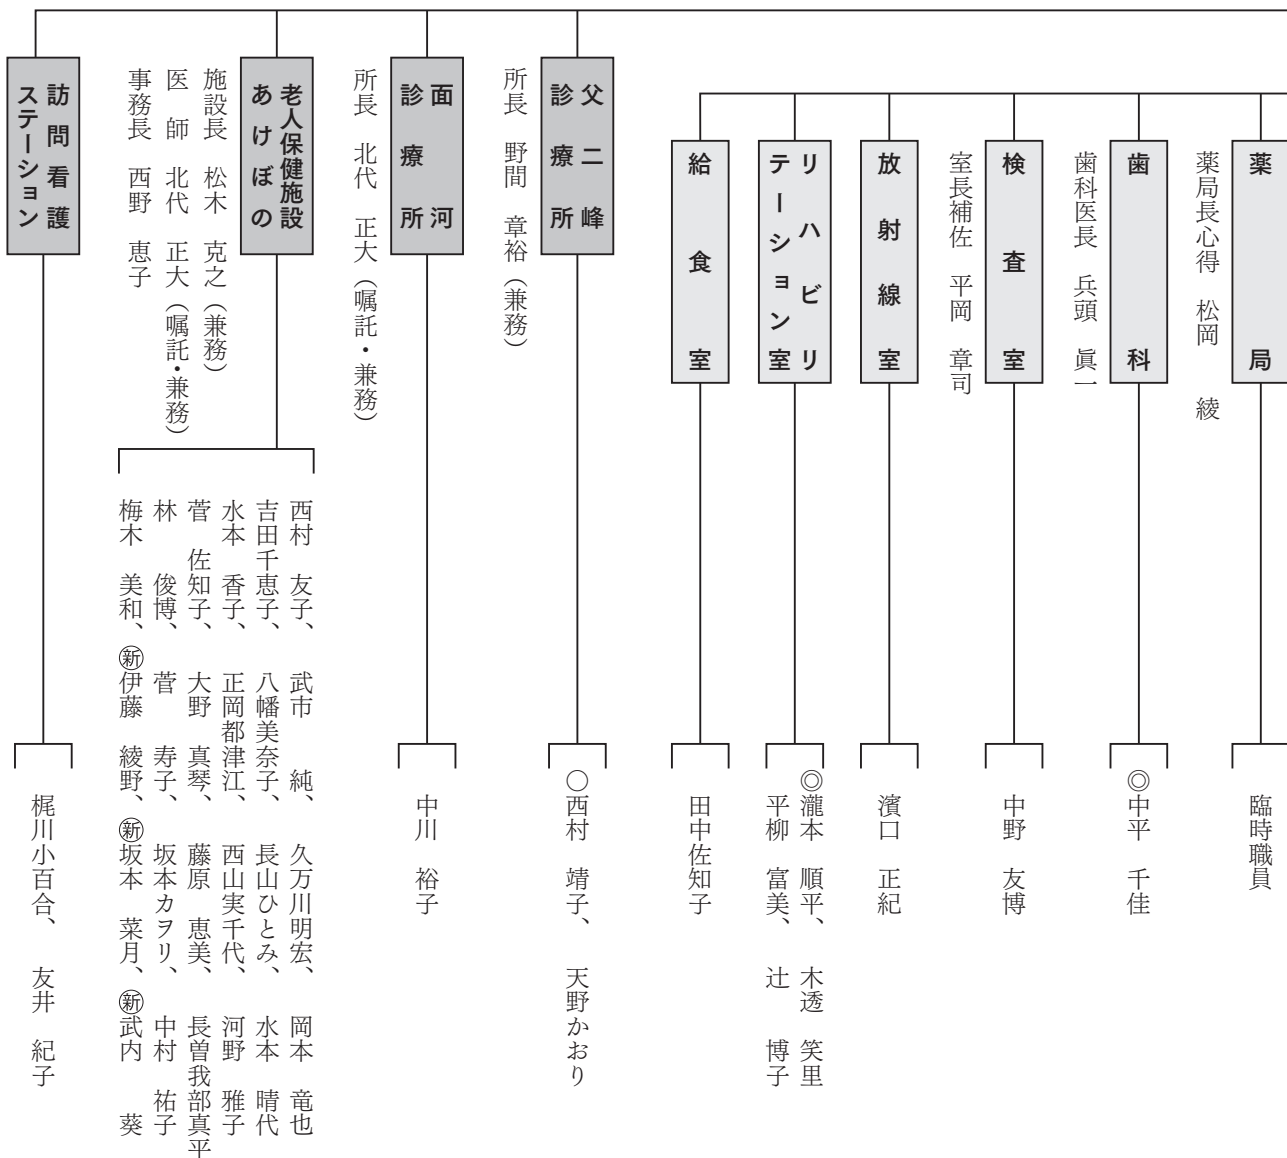 薬局
薬局長心得 松岡 綾
臨時職員
歯科
歯科医長 兵頭 眞一
◎中平 千佳
検査室
室長補佐 平岡 章司
中野 友博
放射線室
濱口 正紀
リハビリ
テーション室
◎瀧本 順平、 木透 笑里
平柳 富美、 辻 博子
給食室
田中佐知子
父二峰
診療所
所長 野間 章裕(兼務)
○西村 靖子、 天野かおり
面河
診療所
所長 北代 正大(嘱託・兼務)
中川 裕子
老人保健施設
あけぼの
施設長 松木 克之(兼務)
医師 北代 正大(嘱託・兼務)
事務長 西野 恵子
西村 友子、 武市 純、 久万川明宏、 岡本 竜也
吉田千恵子、 八幡美奈子、 長山ひとみ、 水本 晴代
水本 香子、 正岡都津江、 西山実千代、 河野 雅子
菅 佐知子、 大野 真琴、 藤原 恵美、 長曽我部真平
林 俊博、 菅 寿子、 坂本カヲリ、 中村 祐子
梅木 美和、 ㊟伊藤 綾野、 ㊟坂本 菜月、 ㊟武内 葵
訪問看護
ステーション
梶川小百合、 友井 紀子